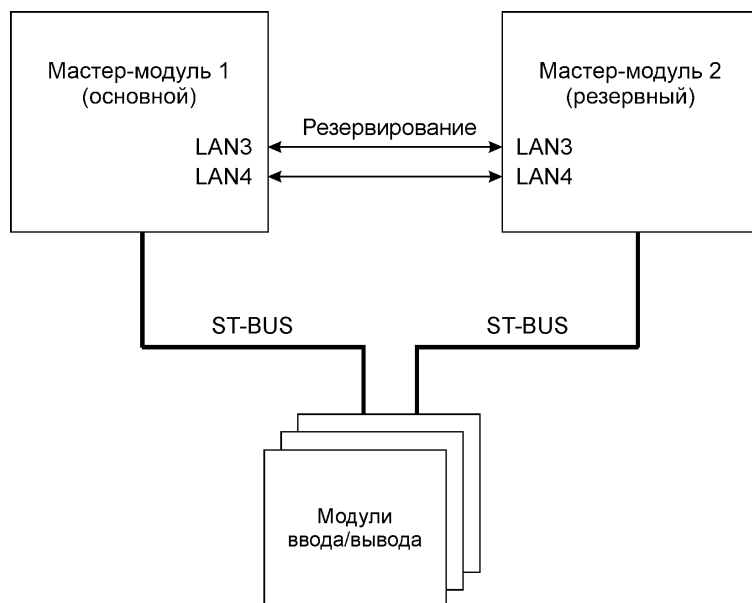 Мастер-модуль 1
(основной)
Мастер-модуль 2
(резервный)
Резервирование
LAN3
LAN3
LAN4
LAN4
ST-BUS
ST-BUS
Модули
ввода/вывода